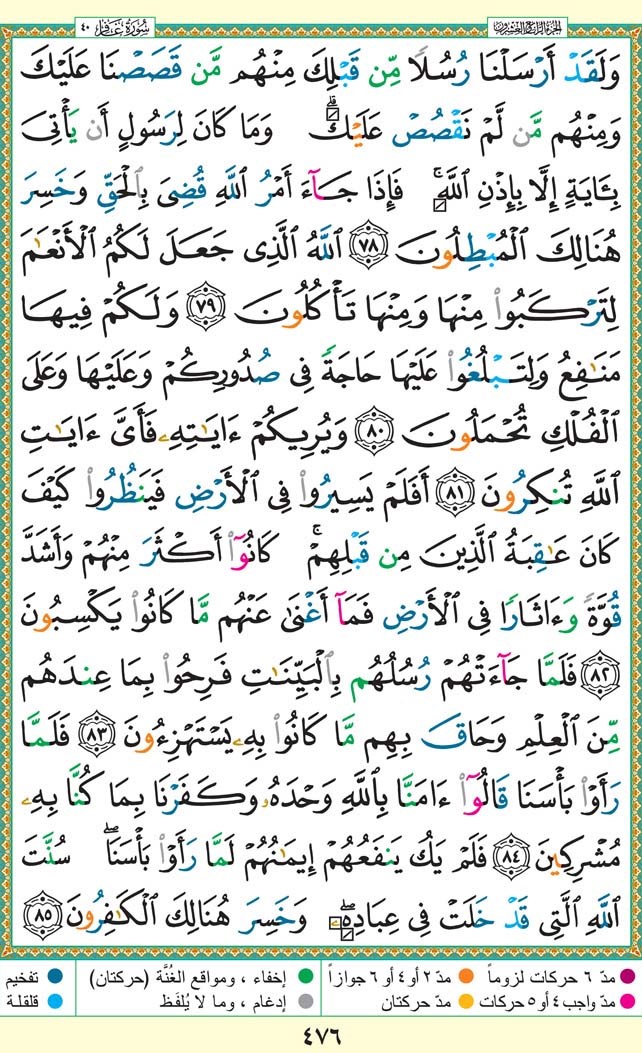 الجزء الرابع والعشرون سورة غافر ٤٠
وَلَقَدْ أَرْسَلْنَا رُسُلًا مِّن قَبْلِكَ مِنْهُم مَّن قَصَصْنَا عَلَيْكَ
وَمِنْهُم مَّن لَّمْ نَقْصُصْ عَلَيْكَ ۗ وَمَا كَانَ لِرَسُولٍ أَن يَأْتِىَ
بِـَٔايَةٍ إِلَّا بِإِذْنِ ٱللَّهِ ۚ فَإِذَا جَآءَ أَمْرُ ٱللَّهِ قُضِىَ بِٱلْحَقِّ وَخَسِرَ
هُنَالِكَ ٱلْمُبْطِلُونَ ٧٨ ٱللَّهُ ٱلَّذِى جَعَلَ لَكُمُ ٱلْأَنْعَٰمَ
لِتَرْكَبُوا۟ مِنْهَا وَمِنْهَا تَأْكُلُونَ ٧٩ وَلَكُمْ فِيهَا
مَنَٰفِعُ وَلِتَبْلُغُوا۟ عَلَيْهَا حَاجَةً فِى صُدُورِكُمْ وَعَلَيْهَا وَعَلَى
ٱلْفُلْكِ تُحْمَلُونَ ٨٠ وَيُرِيكُمْ ءَايَٰتِهِۦ فَأَىَّ ءَايَٰتِ
ٱللَّهِ تُنكِرُونَ ٨١ أَفَلَمْ يَسِيرُوا۟ فِى ٱلْأَرْضِ فَيَنظُرُوا۟ كَيْفَ
كَانَ عَٰقِبَةُ ٱلَّذِينَ مِن قَبْلِهِمْ ۚ كَانُوٓا۟ أَكْثَرَ مِنْهُمْ وَأَشَدَّ
قُوَّةً وَءَاثَارًا فِى ٱلْأَرْضِ فَمَآ أَغْنَىٰ عَنْهُم مَّا كَانُوا۟ يَكْسِبُونَ
٨٢ فَلَمَّا جَآءَتْهُمْ رُسُلُهُم بِٱلْبَيِّنَٰتِ فَرِحُوا۟ بِمَا عِندَهُم
مِّنَ ٱلْعِلْمِ وَحَاقَ بِهِم مَّا كَانُوا۟ بِهِۦ يَسْتَهْزِءُونَ ٨٣ فَلَمَّا
رَأَوْا۟ بَأْسَنَا قَالُوٓا۟ ءَامَنَّا بِٱللَّهِ وَحْدَهُۥ وَكَفَرْنَا بِمَا كُنَّا بِهِۦ
مُشْرِكِينَ ٨٤ فَلَمْ يَكُ يَنفَعُهُمْ إِيمَٰنُهُمْ لَمَّا رَأَوْا۟ بَأْسَنَا ۖ سُنَّتَ
ٱللَّهِ ٱلَّتِى قَدْ خَلَتْ فِى عِبَادِهِۦ ۖ وَخَسِرَ هُنَالِكَ ٱلْكَٰفِرُونَ ٨٥
مدّ ٦ حركات لزوماً مدّ ٢ أو ٤ أو ٦ جوازاً إخفاء ، ومواقع الغُنَّة (حركتان) تفخيم
مدّ واجب ٤ أو ٥ حركات مدّ حركتان إدغام ، وما لا يُلفَظ قلقلة
٤٧٦